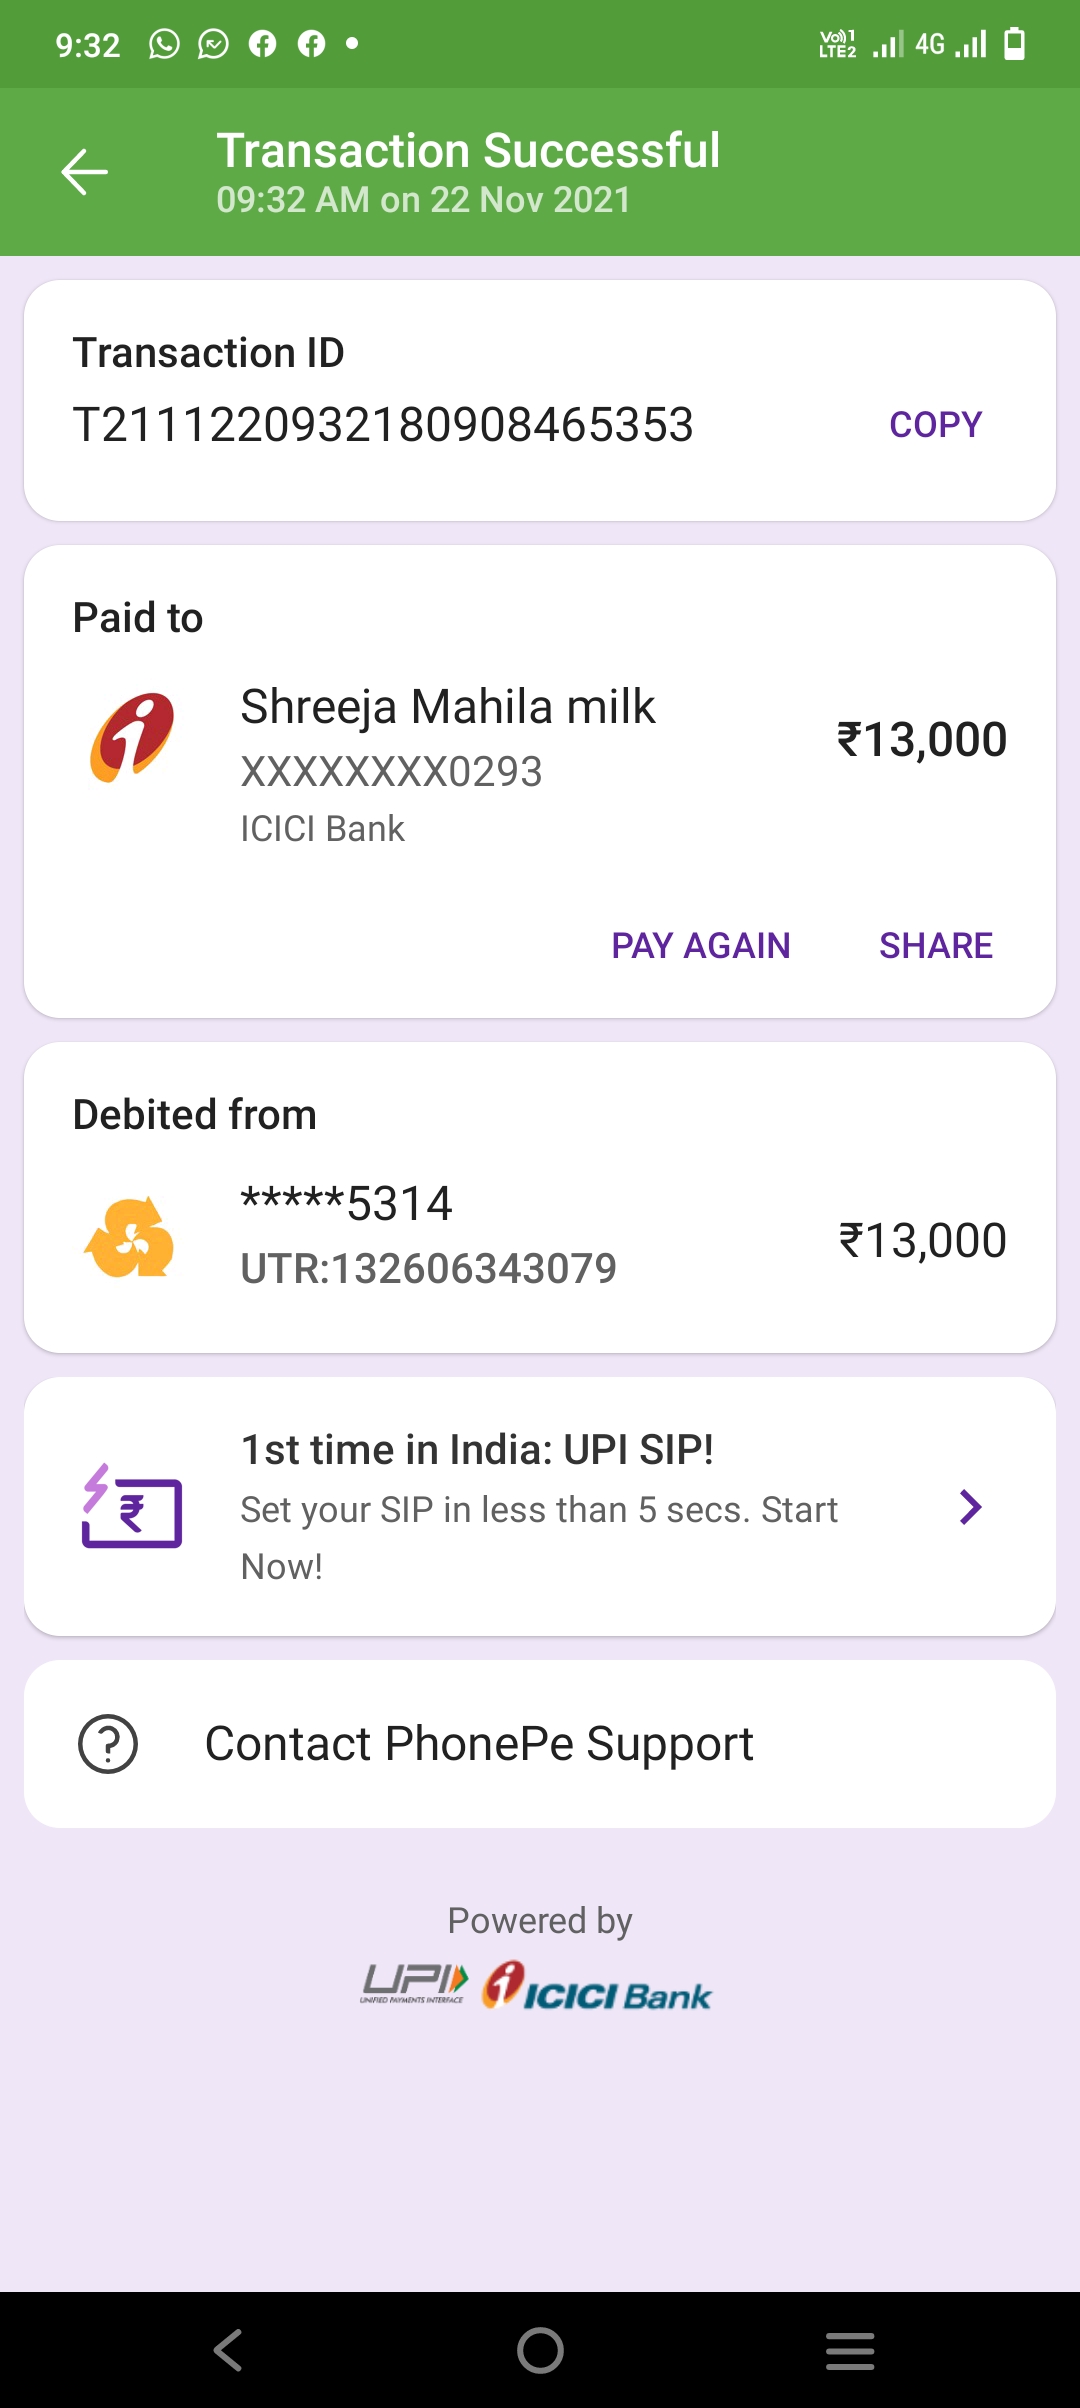 9:32
Vo))1 LTE2 4G
Transaction Successful
09:32 AM on 22 Nov 2021
Transaction ID
T2111220932180908465353 COPY
Paid to
Shreeja Mahila milk
XXXXXXXX0293
ICICI Bank
₹13,000
PAY AGAIN SHARE
Debited from
*****5314
UTR:132606343079
₹13,000
1st time in India: UPI SIP!
Set your SIP in less than 5 secs. Start
Now!
Contact PhonePe Support
Powered by
UPI ICICI Bank
UNIFIED PAYMENTS INTERFACE